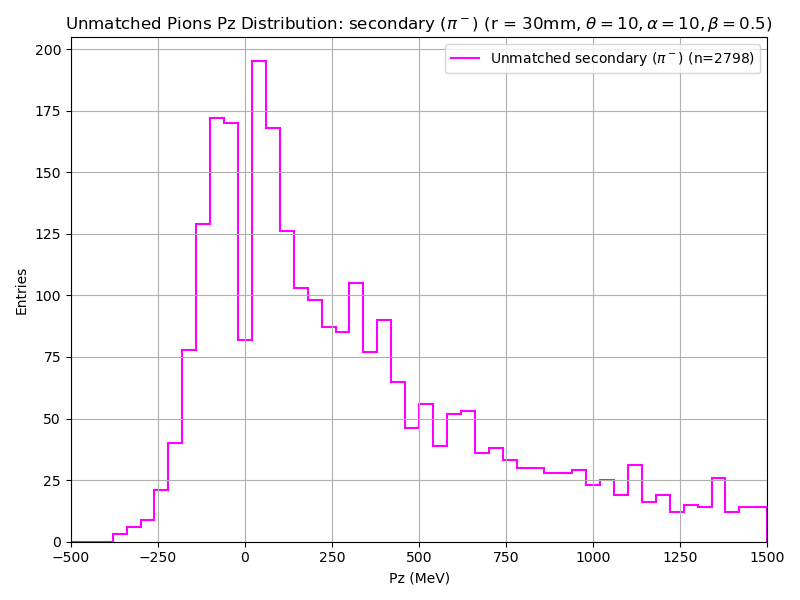 Unmatched Pions Pz Distribution: secondary (π⁻) (r = 30mm, θ = 10, α = 10, β = 0.5)
Unmatched secondary (π⁻) (n=2798)
200
175
150
125
100
75
50
25
0
Entries
−500 −250 0 250 500 750 1000 1250 1500
Pz (MeV)